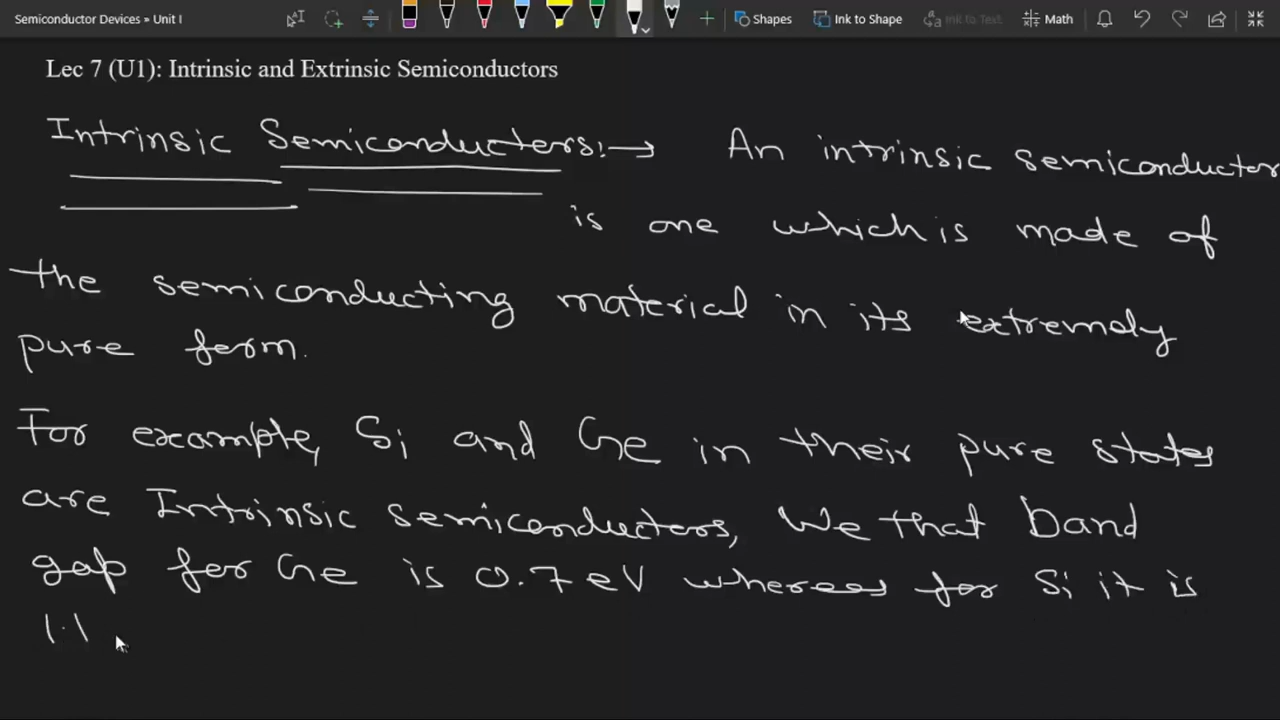 Semiconductor Devices » Unit I
Shapes Ink to Shape Ink to Text Math
Lec 7 (U1): Intrinsic and Extrinsic Semiconductors
Intrinsic Semiconducters:→ An intrinsic semiconductor
is one which is made of
the semiconducting material in its extremely
pure form.
For example, Si and Ge in their pure states
are Intrinsic semiconductors, We that band
gap for Ge is 0.7 eV wherees for Si it is
1.1